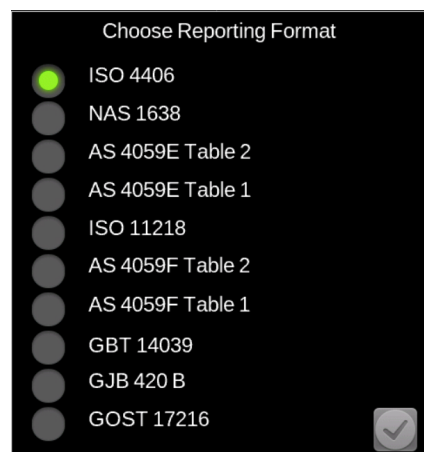 Choose Reporting Format
ISO 4406
NAS 1638
AS 4059E Table 2
AS 4059E Table 1
ISO 11218
AS 4059F Table 2
AS 4059F Table 1
GBT 14039
GJB 420 B
GOST 17216